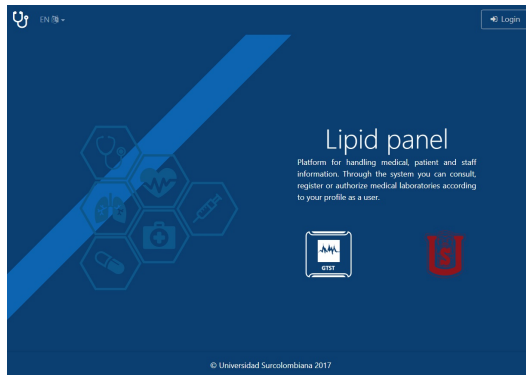 EN
Login
Lipid panel
Platform for handling medical, patient and staff
information. Through the system you can consult,
register or authorize medical laboratories according
to your profile as a user.
GTST
© Universidad Surcolombiana 2017